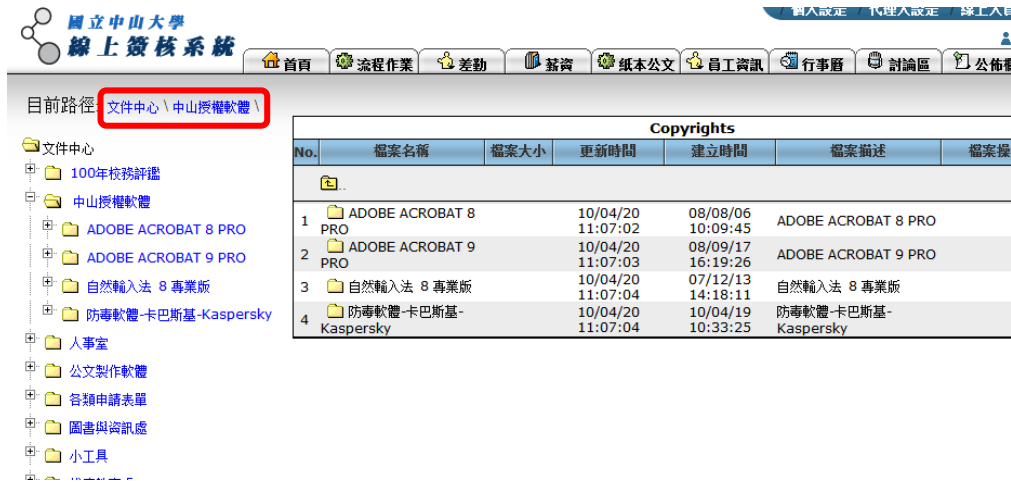 國立中山大學
線上簽核系統
個人設定 / 代理人設定 / 線上人員
首頁 流程作業 差勤 薪資 紙本公文 員工資訊 行事曆 討論區 公佈欄
目前路徑: 文件中心 \ 中山授權軟體 \
文件中心
100年校務評鑑
中山授權軟體
ADOBE ACROBAT 8 PRO
ADOBE ACROBAT 9 PRO
自然輸入法 8 專業版
防毒軟體-卡巴斯基-Kaspersky
人事室
公文製作軟體
各類申請表單
圖書與資訊處
小工具
Copyrights
No. 檔案名稱 檔案大小 更新時間 建立時間 檔案描述 檔案操
..
1 ADOBE ACROBAT 8 PRO 10/04/20 11:07:02 08/08/06 10:09:45 ADOBE ACROBAT 8 PRO
2 ADOBE ACROBAT 9 PRO 10/04/20 11:07:03 08/09/17 16:19:26 ADOBE ACROBAT 9 PRO
3 自然輸入法 8 專業版 10/04/20 11:07:04 07/12/13 14:18:11 自然輸入法 8 專業版
4 防毒軟體-卡巴斯基-Kaspersky 10/04/20 11:07:04 10/04/19 10:33:25 防毒軟體-卡巴斯基-Kaspersky